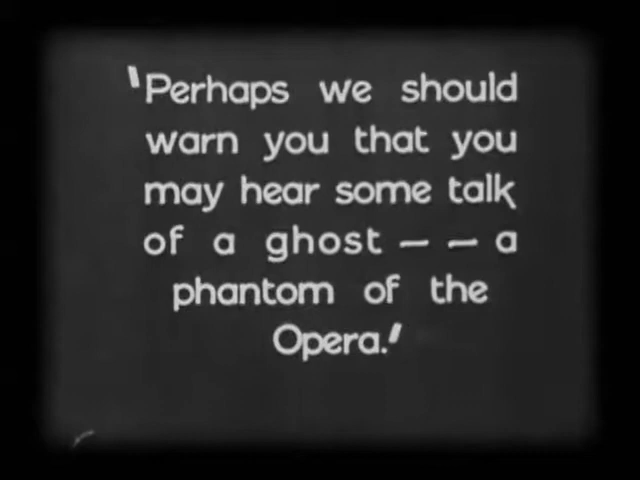 'Perhaps we should
warn you that you
may hear some talk
of a ghost — — a
phantom of the
Opera.'